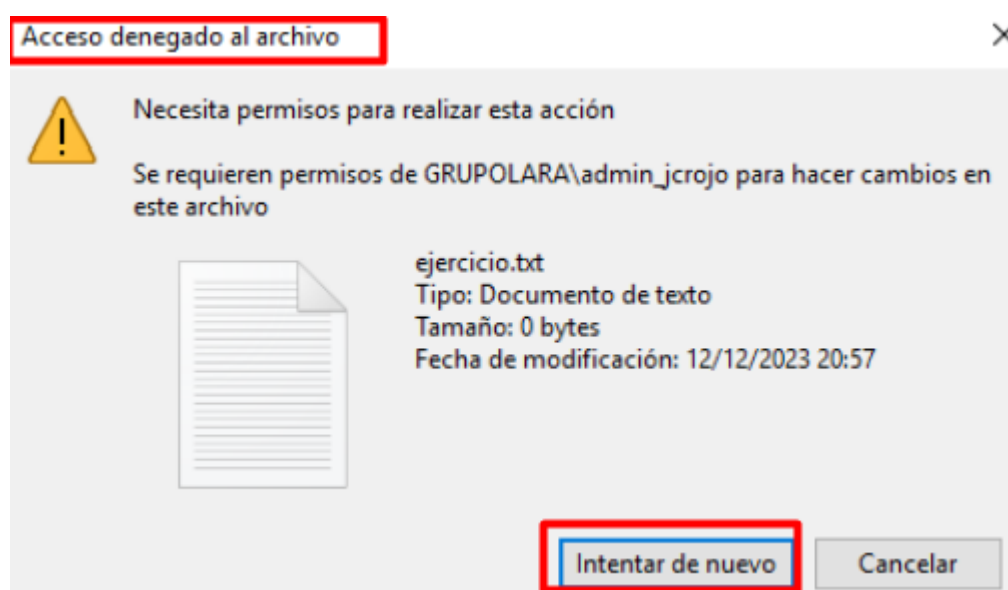 Acceso denegado al archivo
Necesita permisos para realizar esta acción
Se requieren permisos de GRUPOLARA\admin_jcrojo para hacer cambios en
este archivo
ejercicio.txt
Tipo: Documento de texto
Tamaño: 0 bytes
Fecha de modificación: 12/12/2023 20:57
Intentar de nuevo
Cancelar